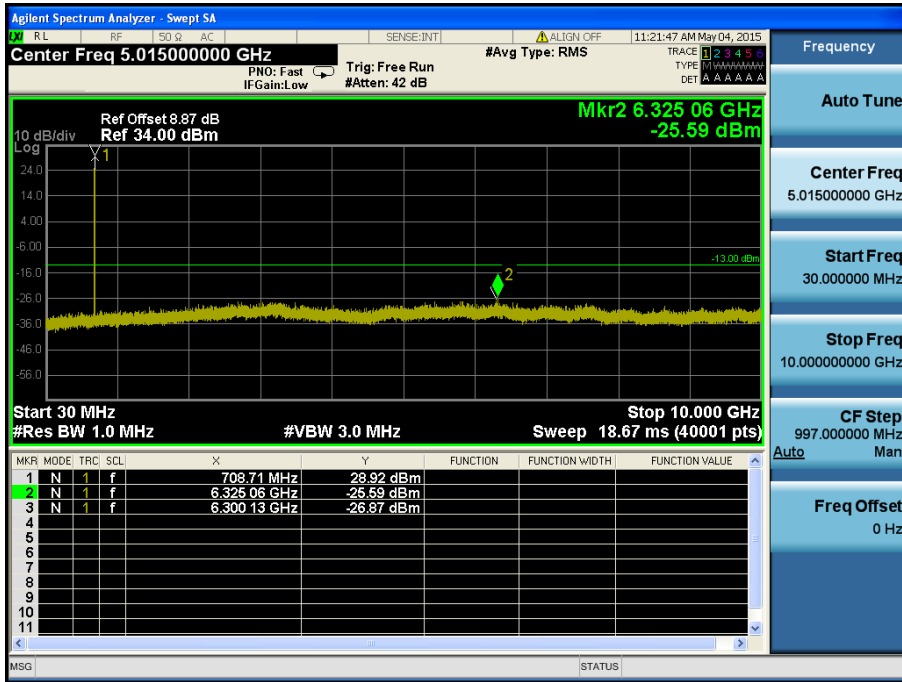 Agilent Spectrum Analyzer - Swept SA
LXI RL RF 50 Ω AC SENSE:INT ALIGN OFF 11:21:47 AM May 04, 2015
Center Freq 5.015000000 GHz
PNO: Fast
IFGain:Low
Trig: Free Run
#Atten: 42 dB
#Avg Type: RMS
TRACE 1 2 3 4 5 6
TYPE M WWWWW
DET A A A A A A
Ref Offset 8.87 dB
10 dB/div Ref 34.00 dBm
Log
Mkr2 6.325 06 GHz
-25.59 dBm
1
24.0
14.0
4.00
-6.00
-13.00 dBm
-16.0
2
-26.0
-36.0
-46.0
-56.0
Start 30 MHz Stop 10.000 GHz
#Res BW 1.0 MHz #VBW 3.0 MHz Sweep 18.67 ms (40001 pts)
MKR MODE TRC SCL X Y FUNCTION FUNCTION WIDTH FUNCTION VALUE
1 N 1 f 708.71 MHz 28.92 dBm
2 N 1 f 6.325 06 GHz -25.59 dBm
3 N 1 f 6.300 13 GHz -26.87 dBm
4
5
6
7
8
9
10
11
MSG STATUS
Frequency
Auto Tune
Center Freq
5.015000000 GHz
Start Freq
30.000000 MHz
Stop Freq
10.000000000 GHz
CF Step
997.000000 MHz
Auto Man
Freq Offset
0 Hz